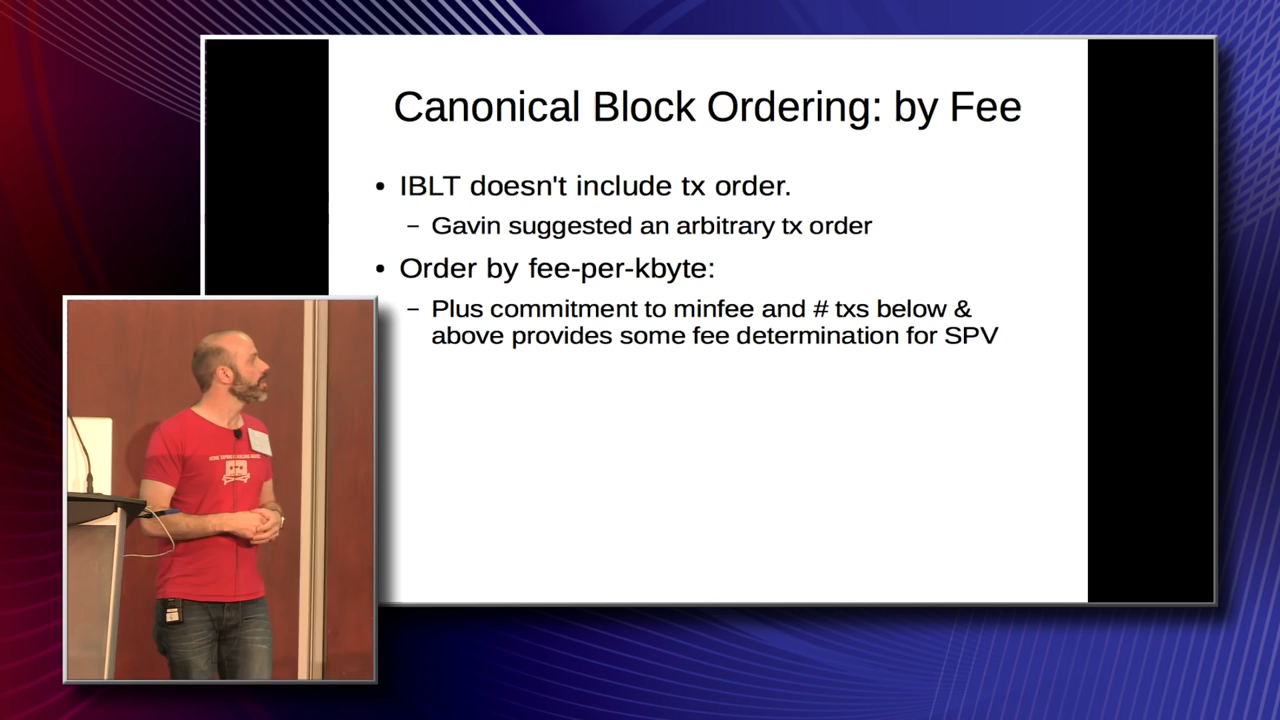 Canonical Block Ordering: by Fee
• IBLT doesn't include tx order.
– Gavin suggested an arbitrary tx order
• Order by fee-per-kbyte:
– Plus commitment to minfee and # txs below &
above provides some fee determination for SPV